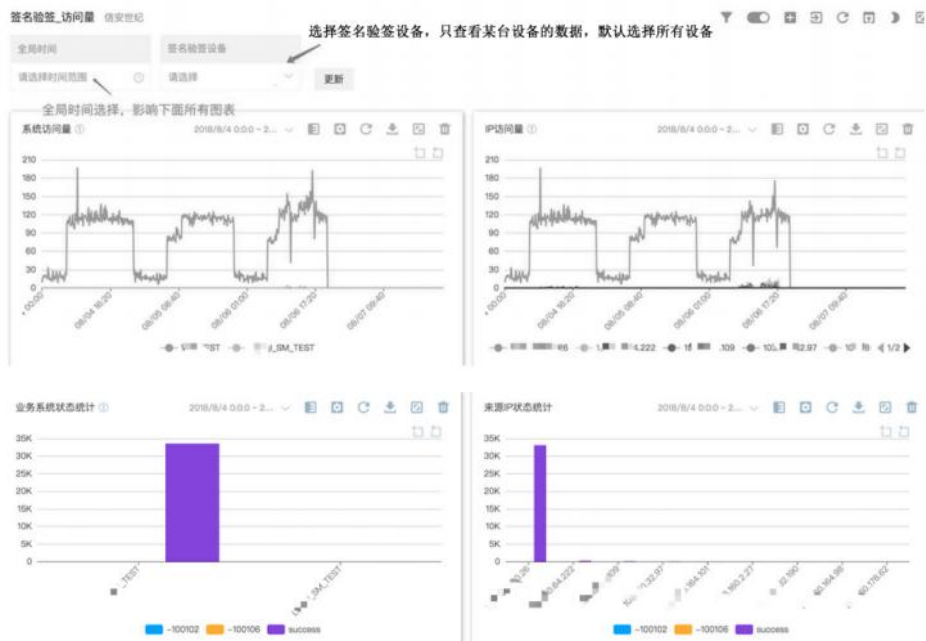 签名验签_访问量 信安世纪
选择签名验签设备，只查看某台设备的数据，默认选择所有设备
全局时间 签名验签设备
请选择时间范围 请选择 更新
全局时间选择，影响下面所有图表
系统访问量 2018/8/4 0:0:0 ~ 2...
210
180
150
120
90
60
30
0
00:00 08/04 16:20 08/05 08:40 08/06 01:00 08/06 17:20 08/07 09:40
_SM_TEST
IP访问量 2018/8/4 0:0:0 ~ 2...
210
180
150
120
90
60
30
0
00:00 08/04 16:20 08/05 08:40 08/06 01:00 08/06 17:20 08/07 09:40
.222 .109 .97 1/2
业务系统状态统计 2018/8/4 0:0:0 ~ 2...
35K
30K
25K
20K
15K
10K
5K
0
_TEST _SM_TEST
-100102 -100106 success
来源IP状态统计 2018/8/4 0:0:0 ~ 2...
35K
30K
25K
20K
15K
10K
5K
0
-100102 -100106 success